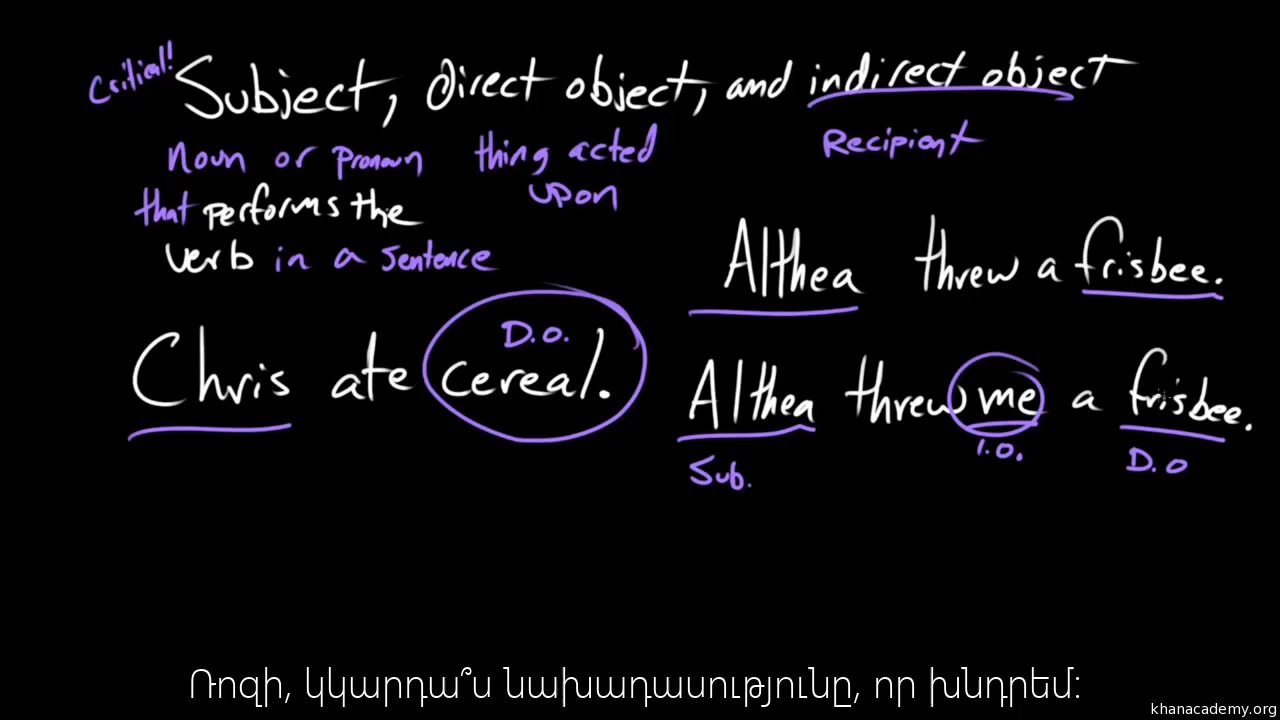 Critical!
Subject, direct object, and indirect object
noun or pronoun
that performs the
verb in a sentence
thing acted
upon
Recipient
Althea threw a frisbee.
Chris ate cereal.
D.O.
Althea threw me a frisbee.
Sub.
I.O.
D.O
Ռոզի, կկարդա՞ս նախադասությունը, որ խնդրեմ:
khanacademy.org